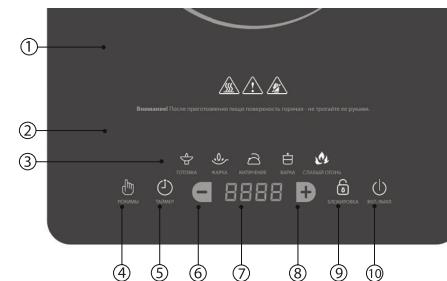 1
Внимание! После приготовления пищи поверхность горячая - не трогайте ее руками.
2
3
ГОТОВКА ЖАРКА КИПЯЧЕНИЕ ВАРКА СЛАБЫЙ ОГОНЬ
8888
РЕЖИМЫ ТАЙМЕР БЛОКИРОВКА ВКЛ./ВЫКЛ
4 5 6 7 8 9 10